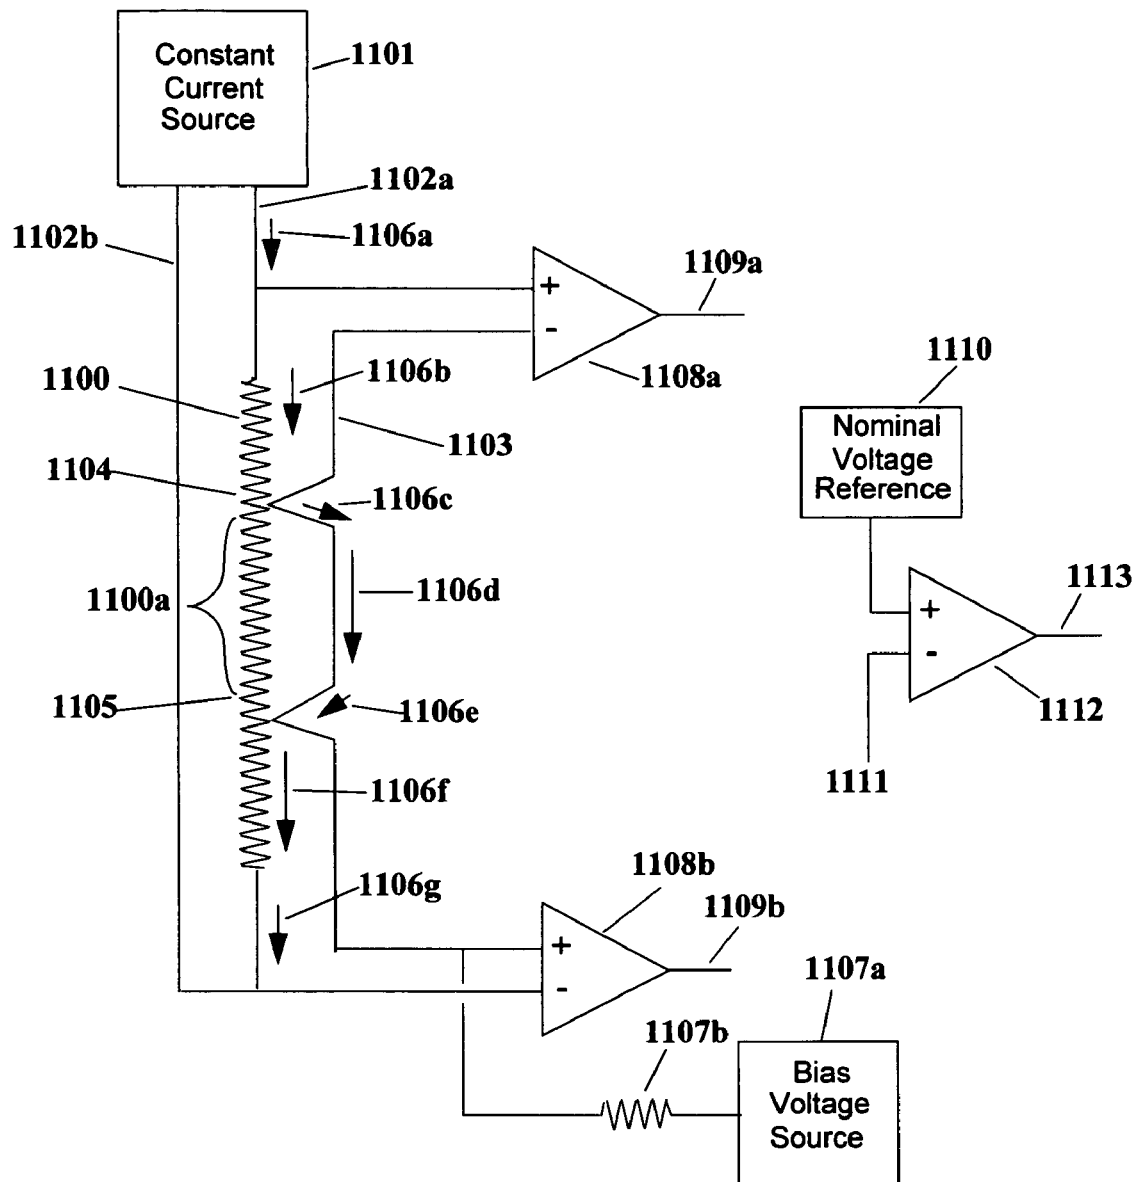 Constant
Current
Source
1101
1102a
1102b
1106a
+
-
1109a
1108a
1110
Nominal
Voltage
Reference
1100
1106b
1104
1103
1106c
1100a
1106d
+
-
1113
1112
1105
1106e
1111
1106f
1108b
1106g
1109b
+
-
1107a
1107b
Bias
Voltage
Source